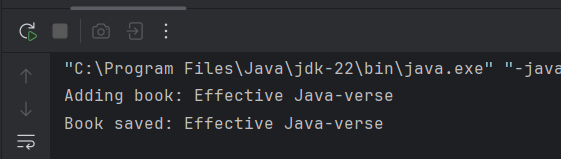 "C:\Program Files\Java\jdk-22\bin\java.exe" "-java
Adding book: Effective Java-verse
Book saved: Effective Java-verse